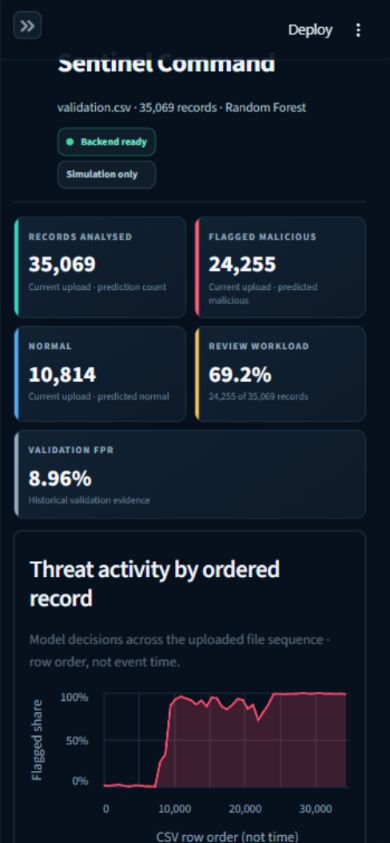 Deploy
Sentinel Command
validation.csv · 35,069 records · Random Forest
Backend ready
Simulation only
RECORDS ANALYSED
35,069
Current upload · prediction count
FLAGGED MALICIOUS
24,255
Current upload · predicted
malicious
NORMAL
10,814
Current upload · predicted normal
REVIEW WORKLOAD
69.2%
24,255 of 35,069 records
VALIDATION FPR
8.96%
Historical validation evidence
Threat activity by ordered
record
Model decisions across the uploaded file sequence ·
row order, not event time.
Flagged share
100%
50%
0%
0
10,000
20,000
30,000
CSV row order (not time)